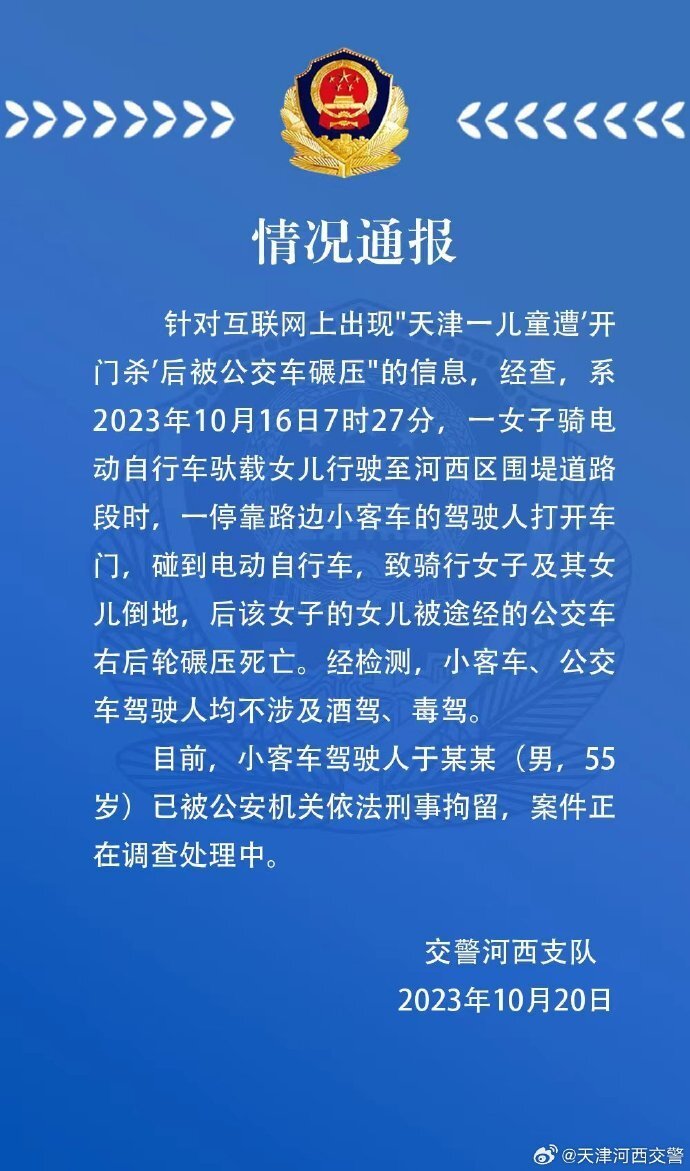 情况通报
针对互联网上出现"天津一儿童遭'开
门杀'后被公交车碾压"的信息，经查，系
2023年10月16日7时27分，一女子骑电
动自行车驮载女儿行驶至河西区围堤道路
段时，一停靠路边小客车的驾驶人打开车
门，碰到电动自行车，致骑行女子及其女
儿倒地，后该女子的女儿被途经的公交车
右后轮碾压死亡。经检测，小客车、公交
车驾驶人均不涉及酒驾、毒驾。
目前，小客车驾驶人于某某（男，55
岁）已被公安机关依法刑事拘留，案件正
在调查处理中。
交警河西支队
2023年10月20日
@天津河西交警